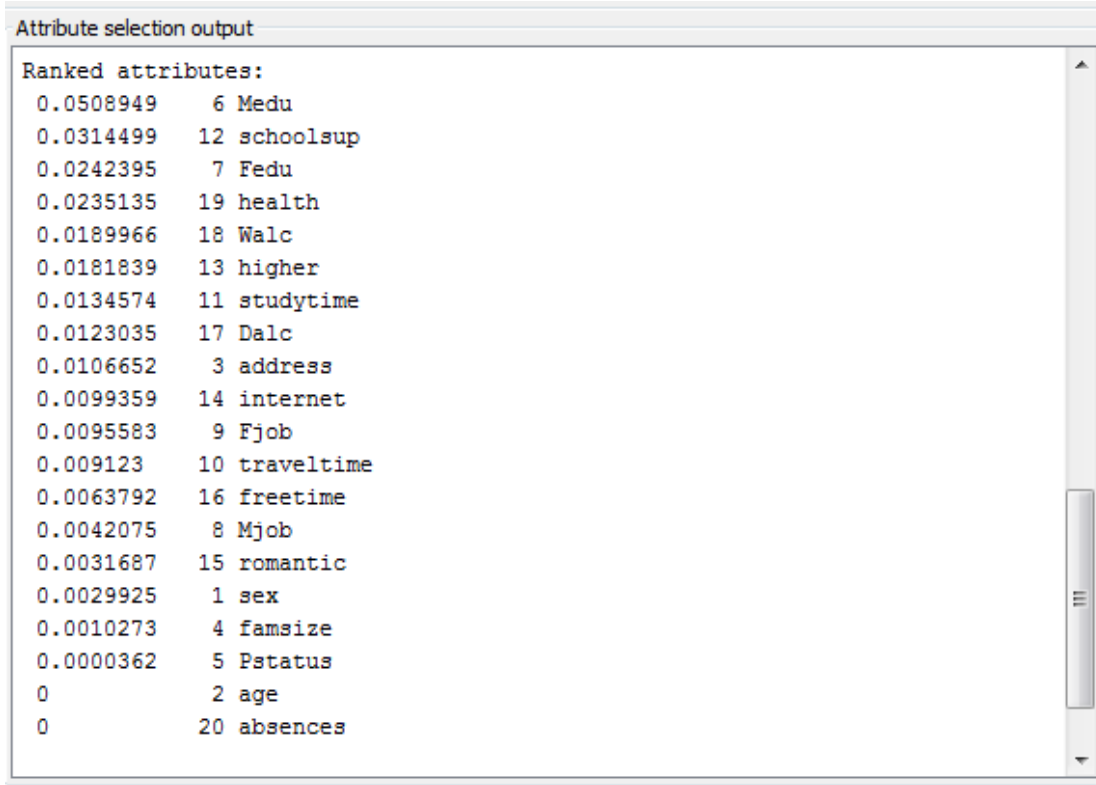 Attribute selection output
Ranked attributes:
0.0508949 6 Medu
0.0314499 12 schoolsup
0.0242395 7 Fedu
0.0235135 19 health
0.0189966 18 Walc
0.0181839 13 higher
0.0134574 11 studytime
0.0123035 17 Dalc
0.0106652 3 address
0.0099359 14 internet
0.0095583 9 Fjob
0.009123 10 traveltime
0.0063792 16 freetime
0.0042075 8 Mjob
0.0031687 15 romantic
0.0029925 1 sex
0.0010273 4 famsize
0.0000362 5 Pstatus
0 2 age
0 20 absences